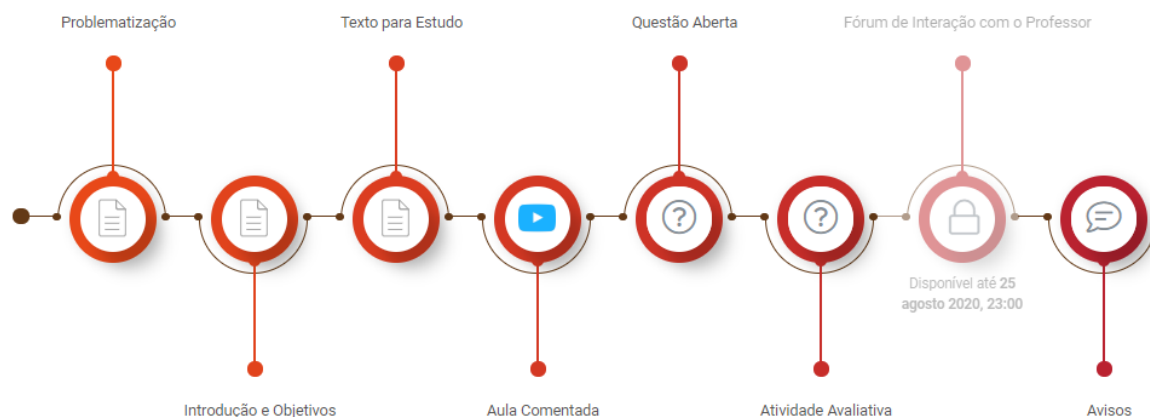 Problematização
Texto para Estudo
Questão Aberta
Fórum de Interação com o Professor
Disponível até 25
agosto 2020, 23:00
Introdução e Objetivos
Aula Comentada
Atividade Avaliativa
Avisos